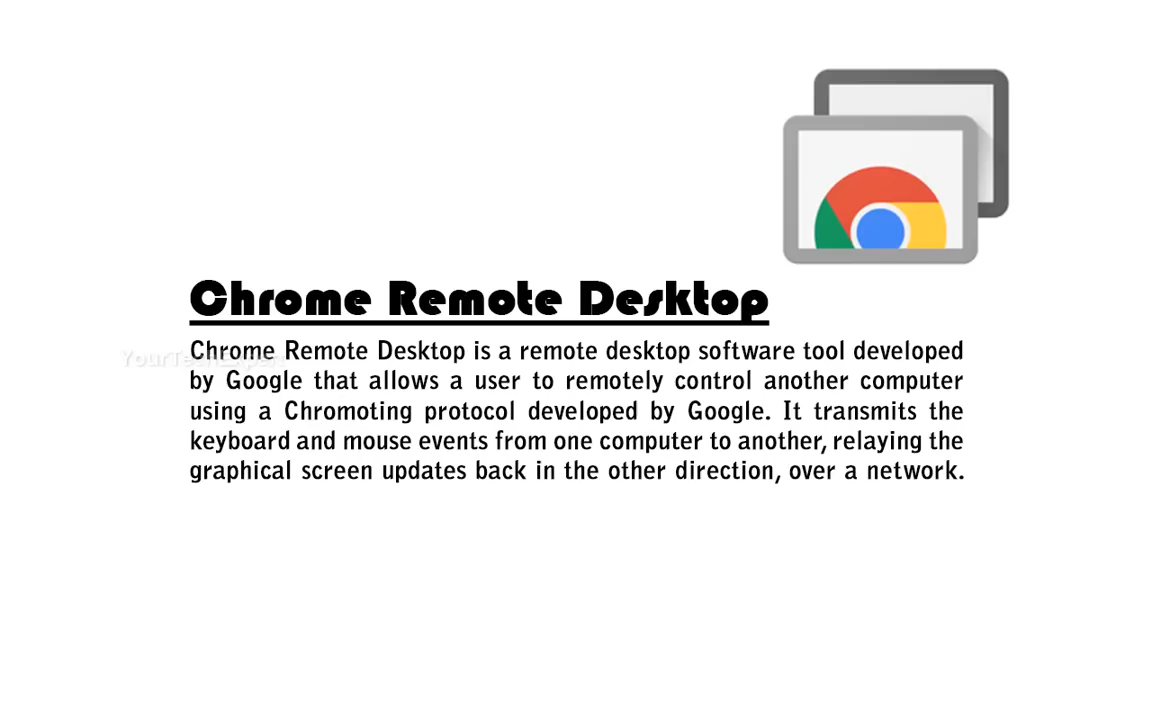 Chrome Remote Desktop
Chrome Remote Desktop is a remote desktop software tool developed
by Google that allows a user to remotely control another computer
using a Chromoting protocol developed by Google. It transmits the
keyboard and mouse events from one computer to another, relaying the
graphical screen updates back in the other direction, over a network.